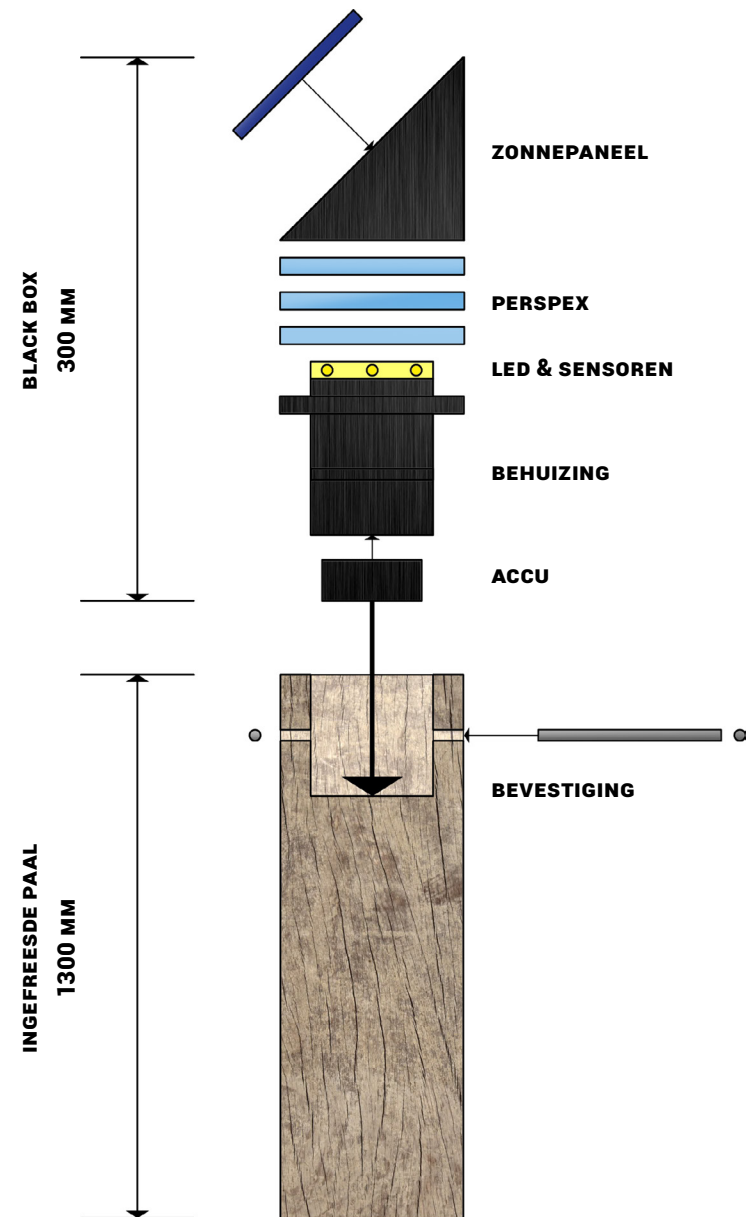 ZONNEPANEEL
PERSPEX
LED & SENSOREN
BEHUIZING
ACCU
BEVESTIGING
BLACK BOX
300 MM
INGEFREESDE PAAL
1300 MM